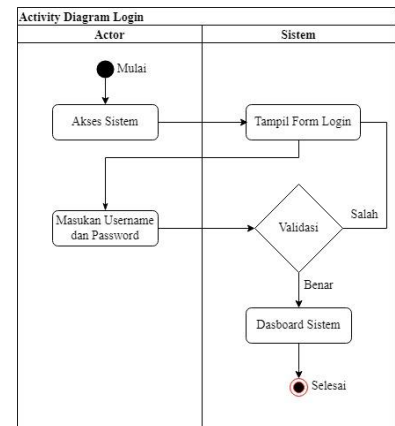 Activity Diagram Login
Actor
Sistem
Mulai
Akses Sistem
Tampil Form Login
Masukan Username
dan Password
Validasi
Salah
Benar
Dasboard Sistem
Selesai